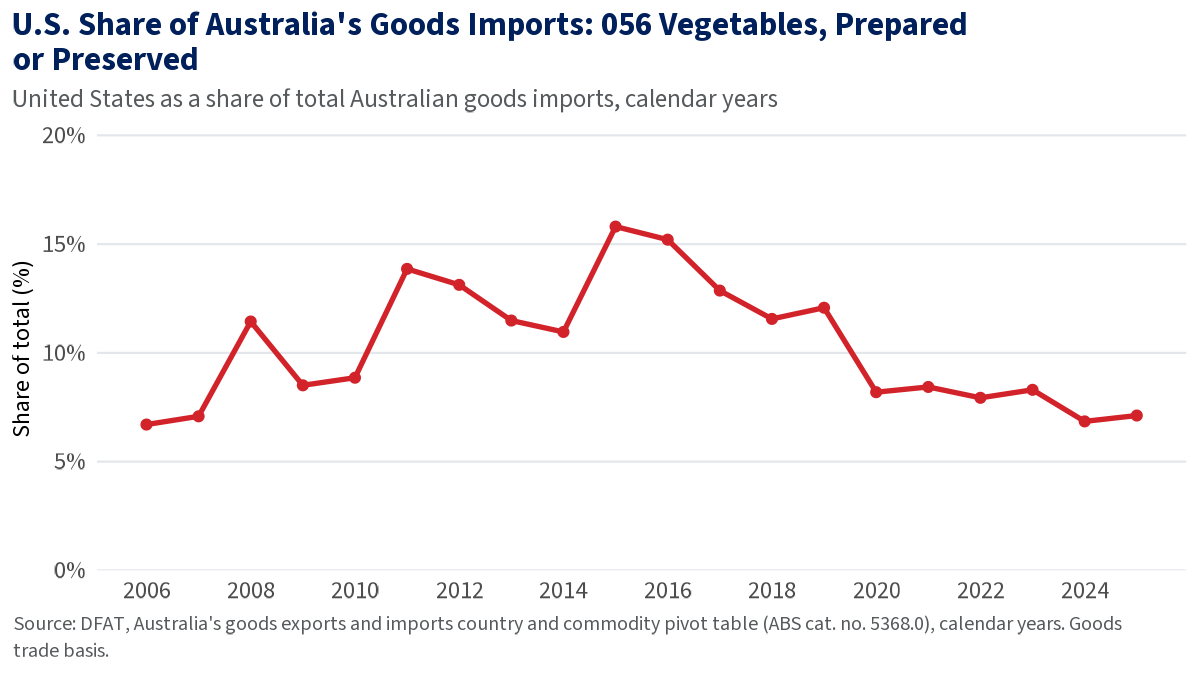 U.S. Share of Australia's Goods Imports: 056 Vegetables, Prepared
or Preserved
United States as a share of total Australian goods imports, calendar years
Share of total (%)
20%
15%
10%
5%
0%
2006 2008 2010 2012 2014 2016 2018 2020 2022 2024
Source: DFAT, Australia's goods exports and imports country and commodity pivot table (ABS cat. no. 5368.0), calendar years. Goods
trade basis.